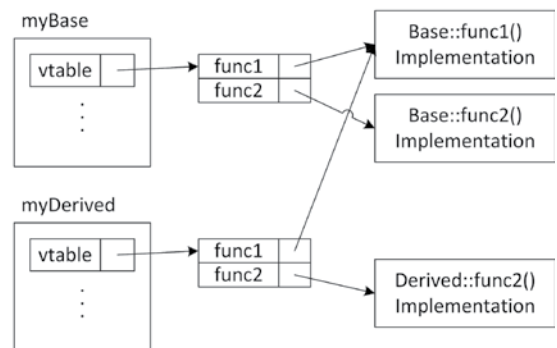 myBase
vtable
func1
func2
Base::func1()
Implementation
Base::func2()
Implementation
myDerived
vtable
func1
func2
Derived::func2()
Implementation